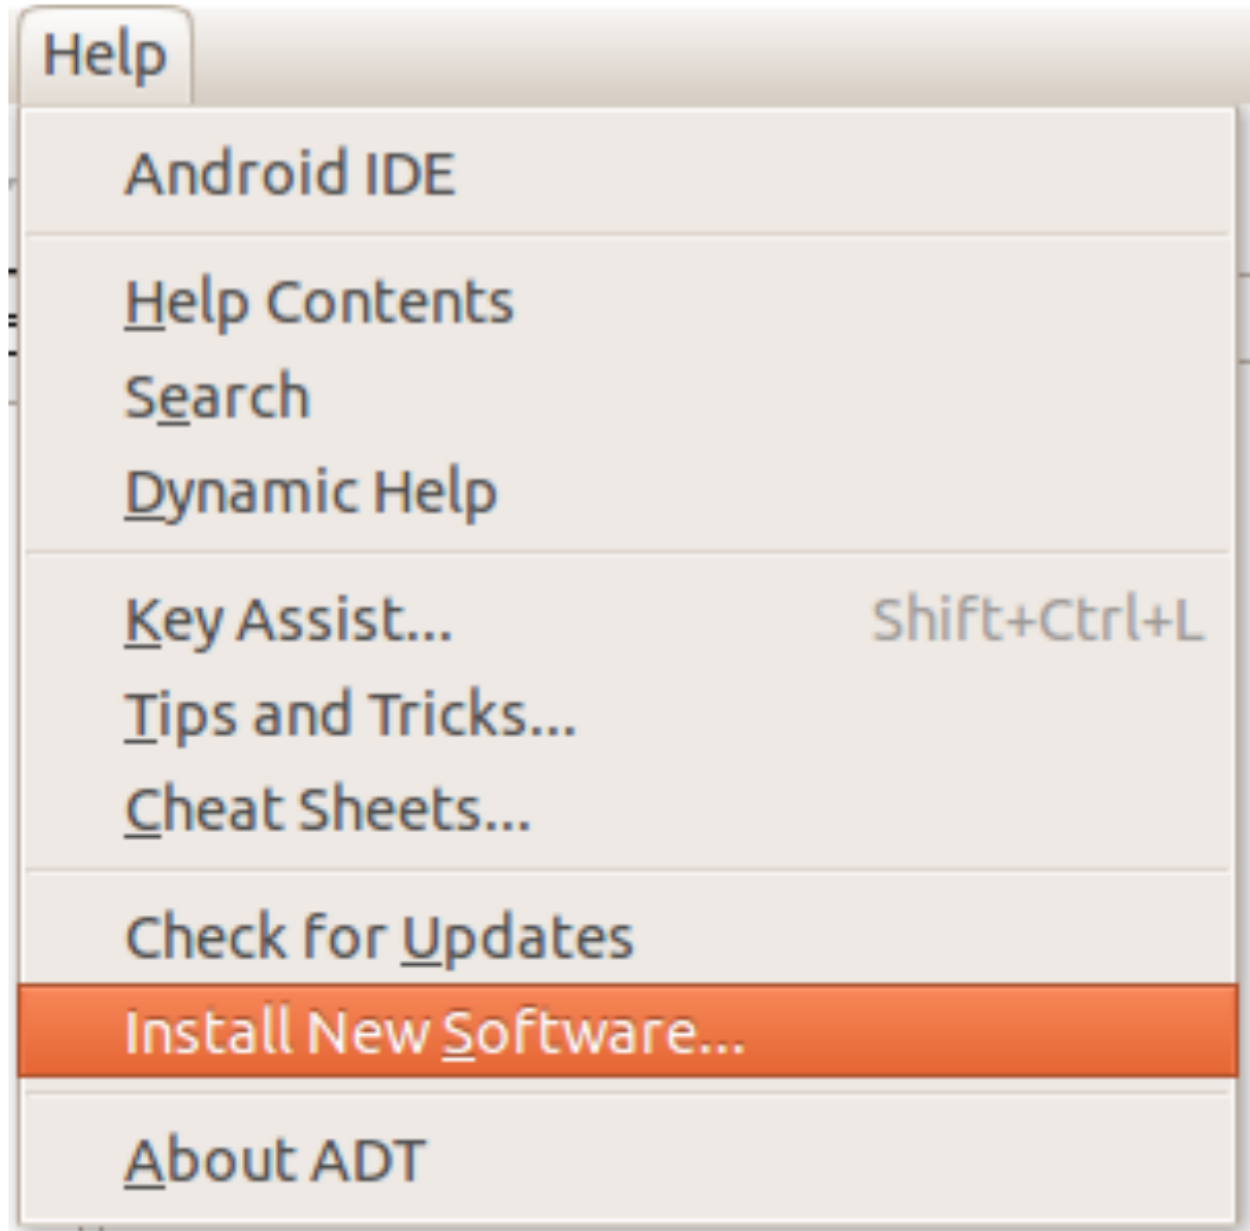 Help
Android IDE
Help Contents
Search
Dynamic Help
Key Assist... Shift+Ctrl+L
Tips and Tricks...
Cheat Sheets...
Check for Updates
Install New Software...
About ADT